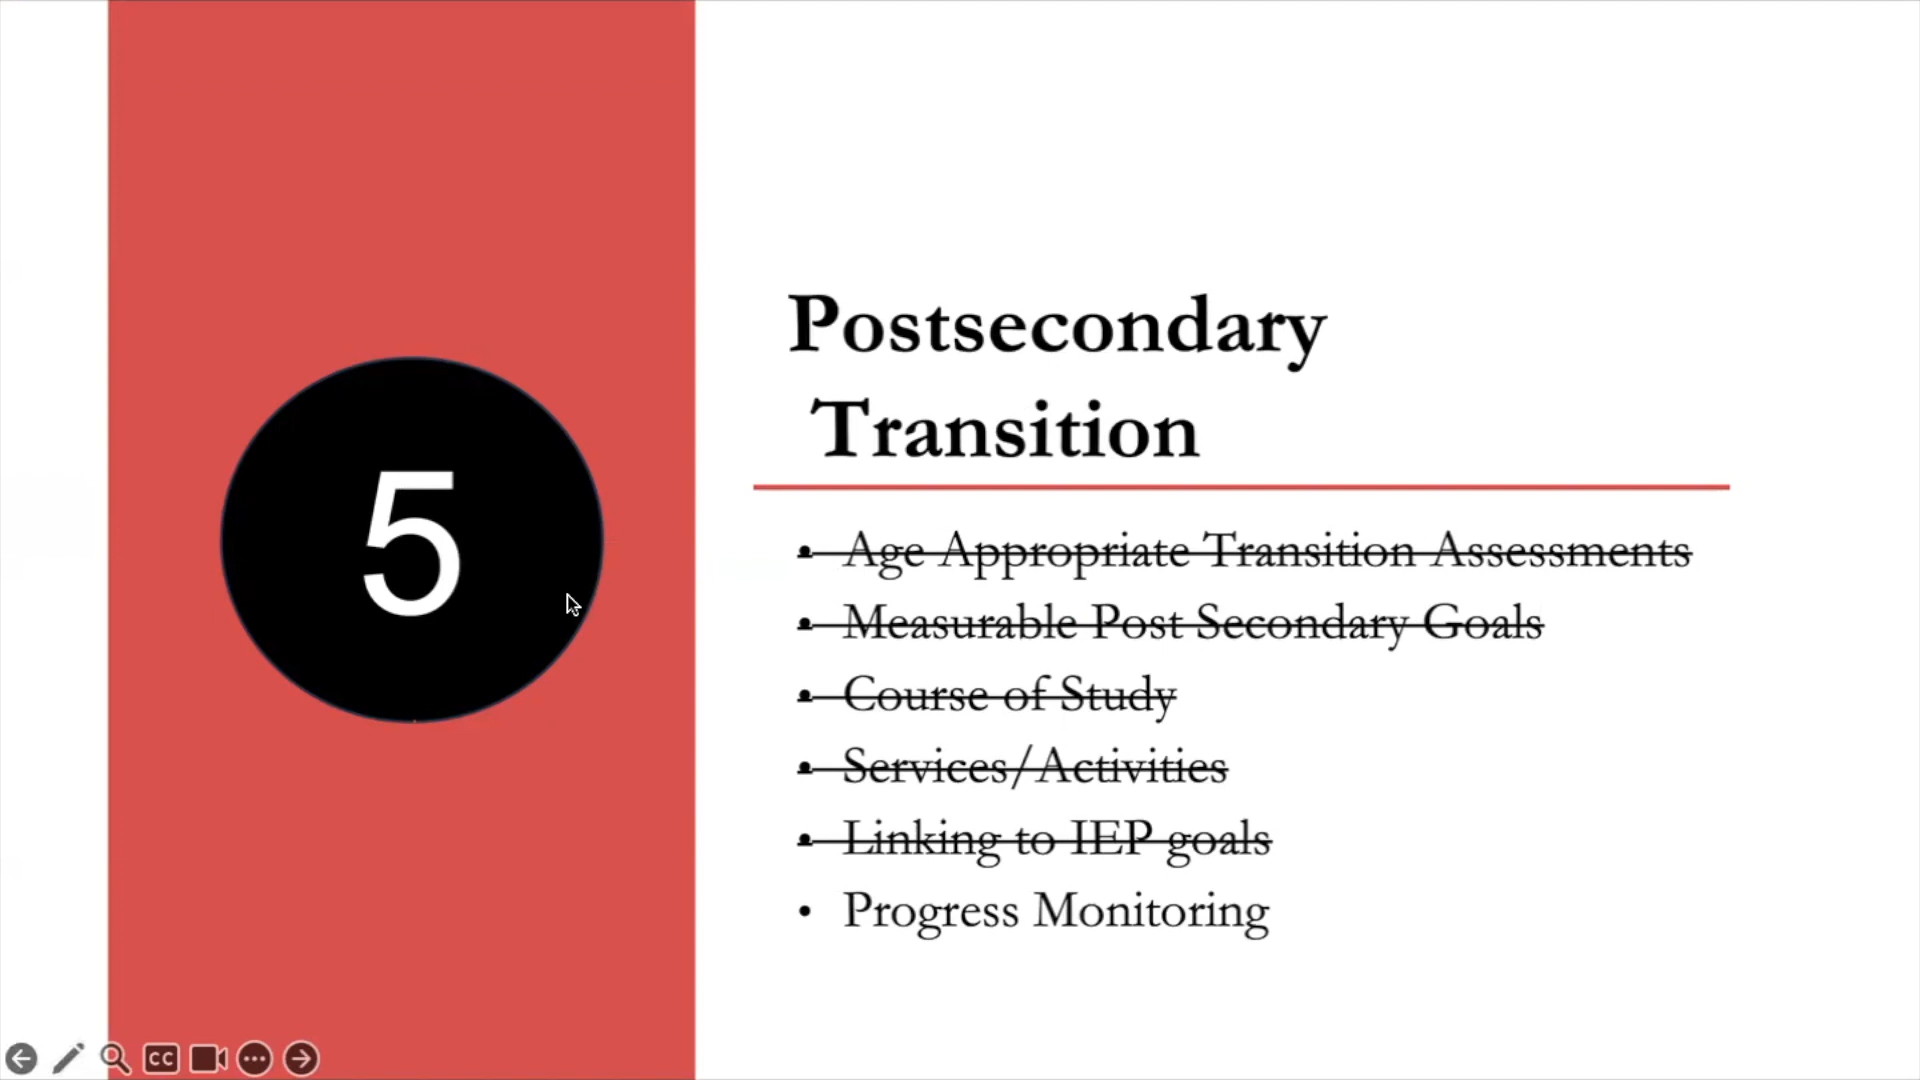 5
Postsecondary
Transition
• Age Appropriate Transition Assessments
• Measurable Post Secondary Goals
• Course of Study
• Services/Activities
• Linking to IEP goals
• Progress Monitoring
CC